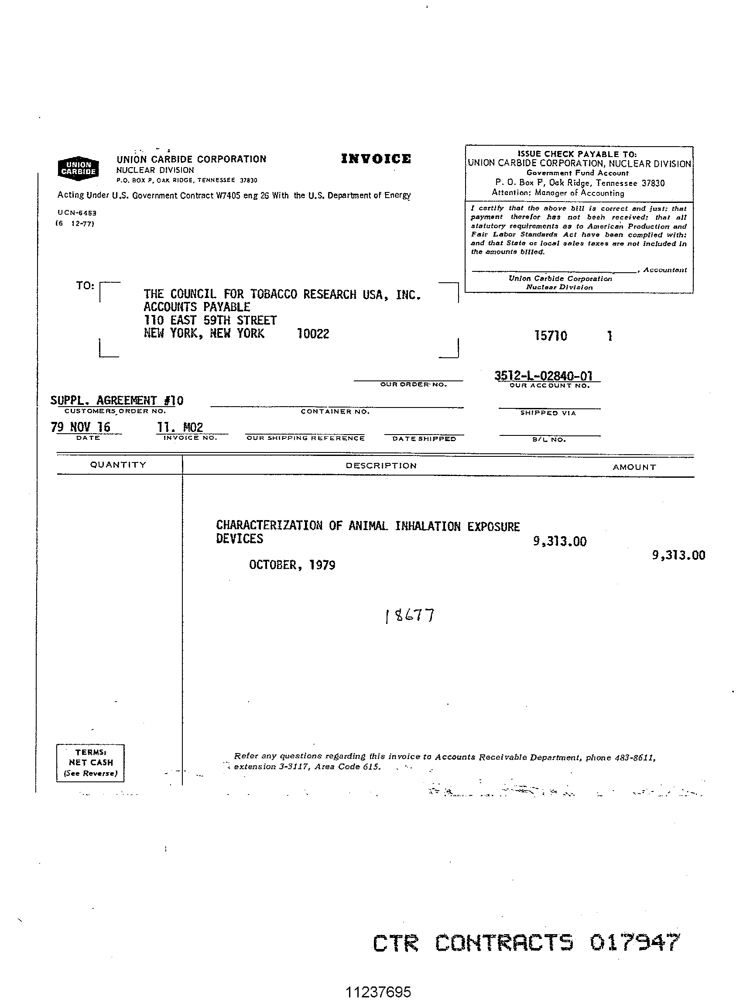 UNION CARBIDE
UNION CARBIDE CORPORATION
NUCLEAR DIVISION
P.O. BOX P, OAK RIDGE, TENNESSEE 37830
INVOICE
Acting Under U.S. Government Contract W7405 eng 26 With the U.S. Department of Energy
UCN-6483
(6 12-77)
ISSUE CHECK PAYABLE TO:
UNION CARBIDE CORPORATION, NUCLEAR DIVISION
Government Fund Account
P. O. Box P, Oak Ridge, Tennessee 37830
Attention: Manager of Accounting
I certify that the above bill is correct and just; that
payment therefor has not been received; that all
statutory requirements as to American Production and
Fair Labor Standards Act have been complied with;
and that State or local sales taxes are not included in
the amounts billed.
, Accountant
Union Carbide Corporation
Nuclear Division
TO:
THE COUNCIL FOR TOBACCO RESEARCH USA, INC.
ACCOUNTS PAYABLE
110 EAST 59TH STREET
NEW YORK, NEW YORK 10022
15710 1
3512-L-02840-01
OUR ORDER NO. OUR ACCOUNT NO.
SUPPL. AGREEMENT #10
CUSTOMERS ORDER NO. CONTAINER NO. SHIPPED VIA
79 NOV 16 11. M02
DATE INVOICE NO. OUR SHIPPING REFERENCE DATE SHIPPED B/L NO.
QUANTITY DESCRIPTION AMOUNT
CHARACTERIZATION OF ANIMAL INHALATION EXPOSURE
DEVICES 9,313.00
9,313.00
OCTOBER, 1979
18677
TERMS:
NET CASH
(See Reverse)
Refer any questions regarding this invoice to Accounts Receivable Department, phone 483-8611,
extension 3-3117, Area Code 615.
CTR CONTRACTS 017947
11237695